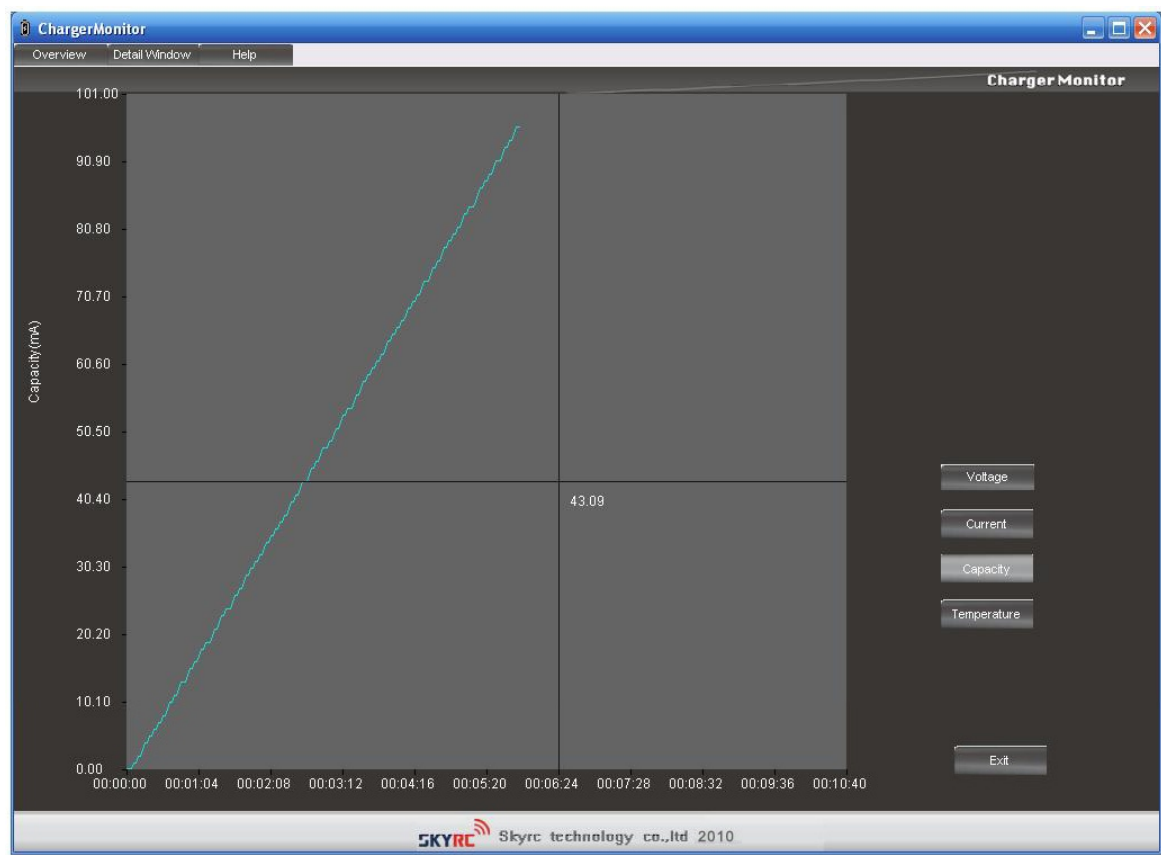 ChargerMonitor
Overview Detail Window Help
Charger Monitor
101.00
90.90
80.80
70.70
60.60
50.50
40.40
30.30
20.20
10.10
0.00
Capacity(mA)
43.09
00:00:00 00:01:04 00:02:08 00:03:12 00:04:16 00:05:20 00:06:24 00:07:28 00:08:32 00:09:36 00:10:40
Voltage
Current
Capacity
Temperature
Exit
SKYRC Skyrc technology co.,ltd 2010